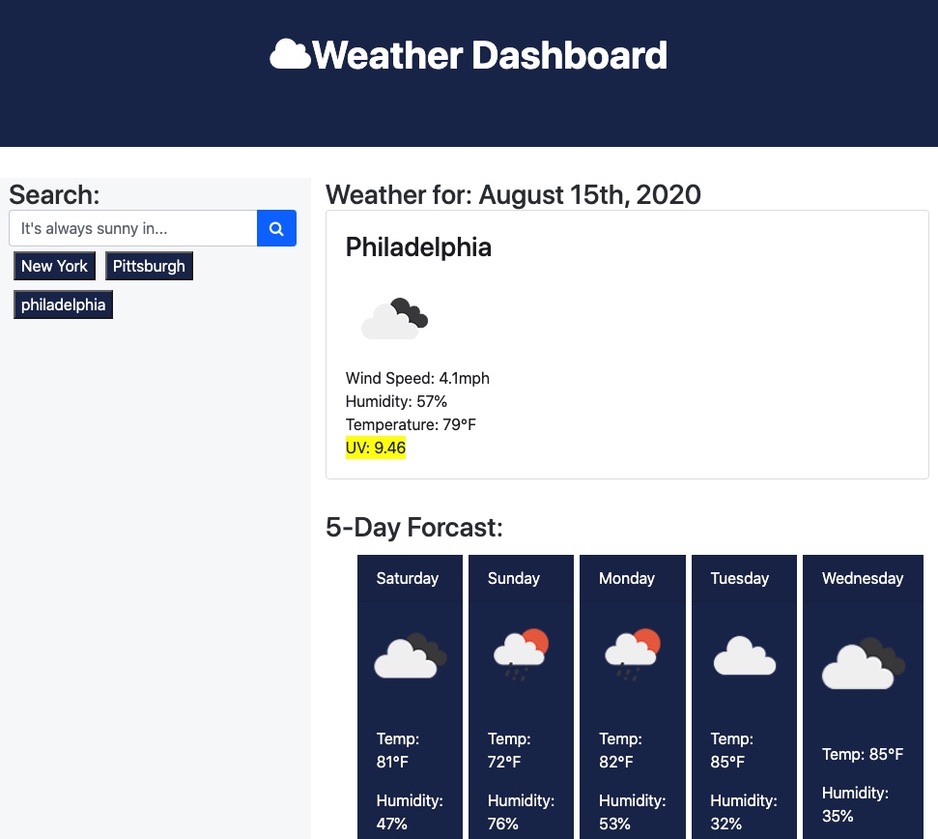 Weather Dashboard
Search:
It's always sunny in...
New York
Pittsburgh
philadelphia
Weather for: August 15th, 2020
Philadelphia
Wind Speed: 4.1mph
Humidity: 57%
Temperature: 79°F
UV: 9.46
5-Day Forcast:
Saturday
Temp:
81°F
Humidity:
47%
Sunday
Temp:
72°F
Humidity:
76%
Monday
Temp:
82°F
Humidity:
53%
Tuesday
Temp:
85°F
Humidity:
32%
Wednesday
Temp: 85°F
Humidity:
35%